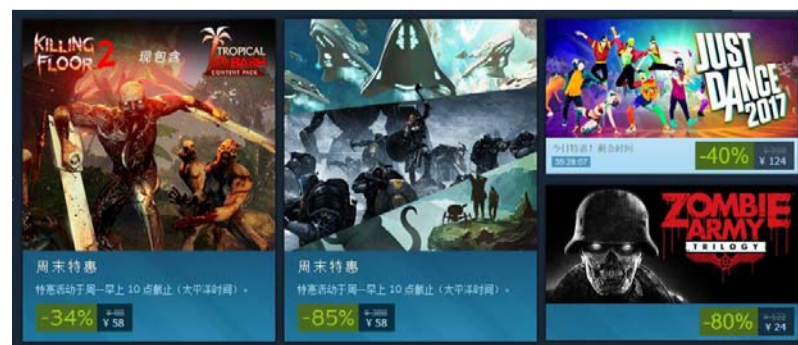 KILLING
FLOOR 2
现包含
TROPICAL
BASH
CONTENT PACK
周末特惠
特惠活动于周一早上 10 点截止（太平洋时间）。
-34%
¥ 88
¥ 58
周末特惠
特惠活动于周一早上 10 点截止（太平洋时间）。
-85%
¥ 388
¥ 58
JUST
DANCE
2017
今日特惠！剩余时间
35:28:07
-40%
¥ 124
ZOMBIE
ARMY
TRILOGY
-80%
¥ 122
¥ 24